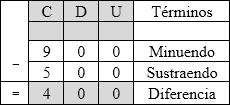 C D U Términos
9 0 0 Minuendo
- 5 0 0 Sustraendo
= 4 0 0 Diferencia